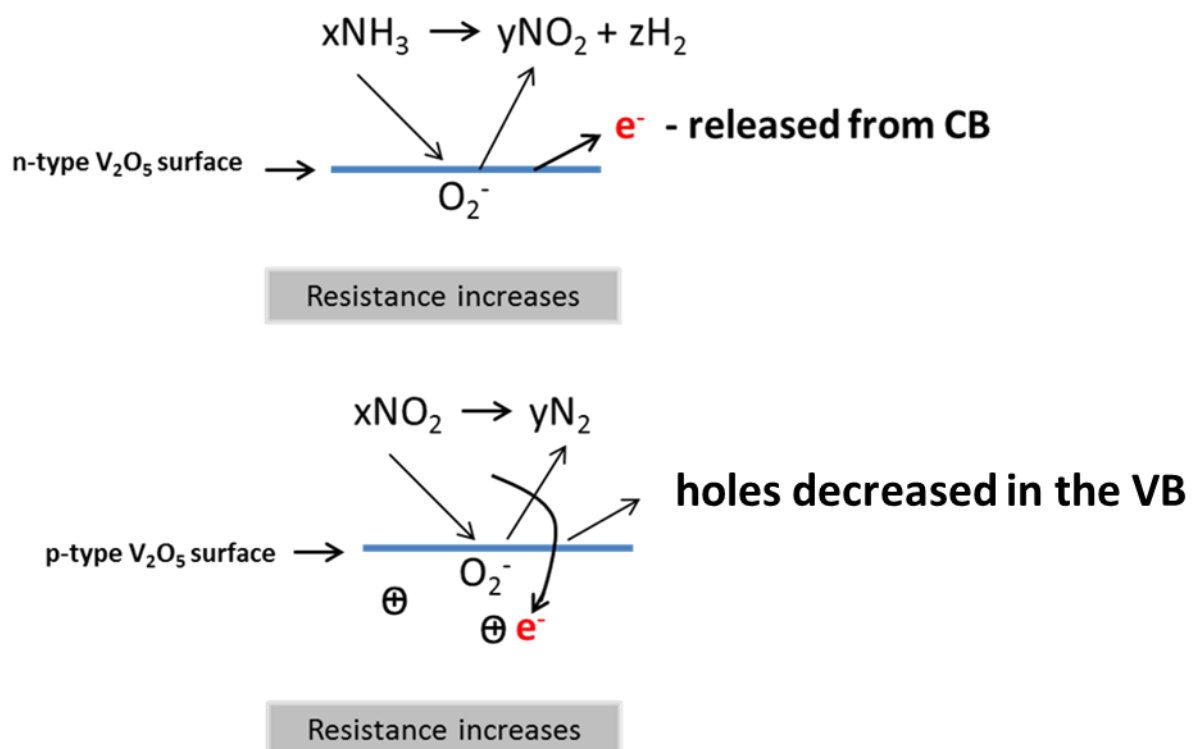 xNH₃ → yNO₂ + zH₂
e⁻ - released from CB
n-type V₂O₅ surface →
O₂⁻
Resistance increases
xNO₂ → yN₂
holes decreased in the VB
p-type V₂O₅ surface →
O₂⁻
⊕
⊕ e⁻
Resistance increases